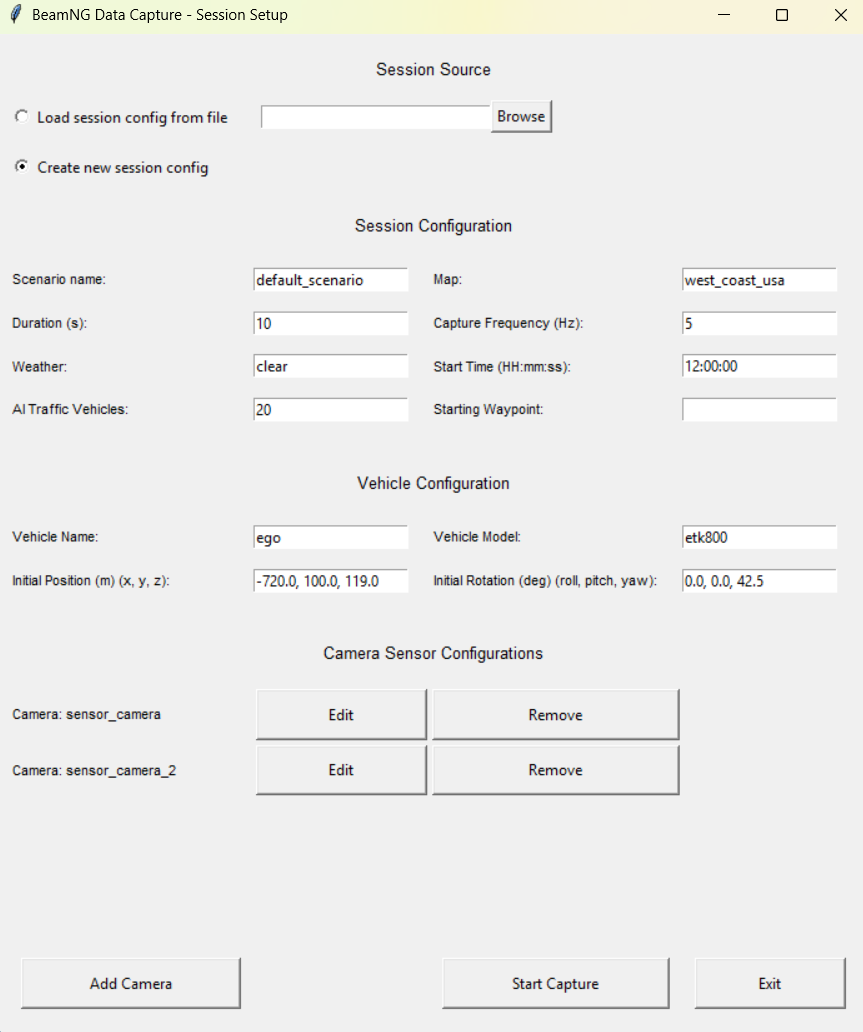 BeamNG Data Capture - Session Setup
Session Source
Load session config from file Browse
Create new session config
Session Configuration
Scenario name: default_scenario Map: west_coast_usa
Duration (s): 10 Capture Frequency (Hz): 5
Weather: clear Start Time (HH:mm:ss): 12:00:00
AI Traffic Vehicles: 20 Starting Waypoint:
Vehicle Configuration
Vehicle Name: ego Vehicle Model: etk800
Initial Position (m) (x, y, z): -720.0, 100.0, 119.0 Initial Rotation (deg) (roll, pitch, yaw): 0.0, 0.0, 42.5
Camera Sensor Configurations
Camera: sensor_camera Edit Remove
Camera: sensor_camera_2 Edit Remove
Add Camera Start Capture Exit